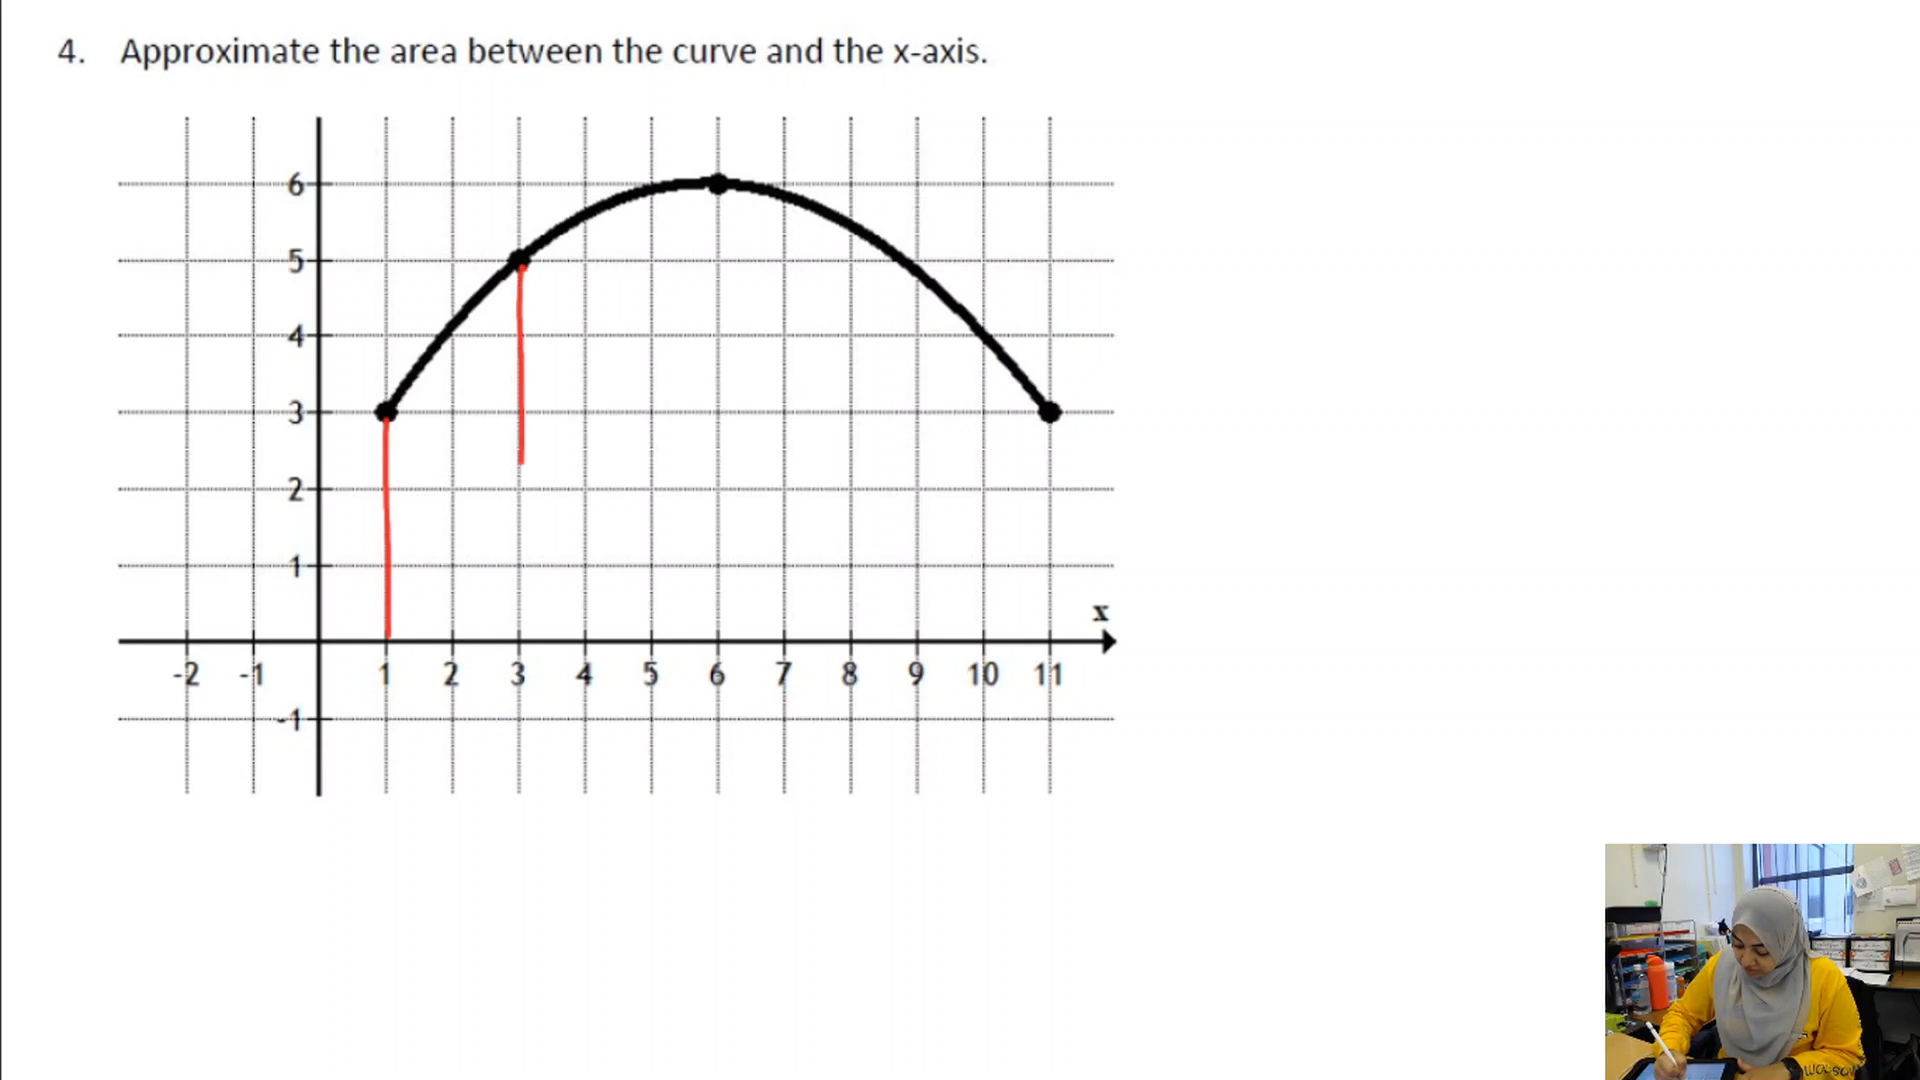 4. Approximate the area between the curve and the x-axis.
6
5
4
3
2
1
x
-2 -1 1 2 3 4 5 6 7 8 9 10 11
-1